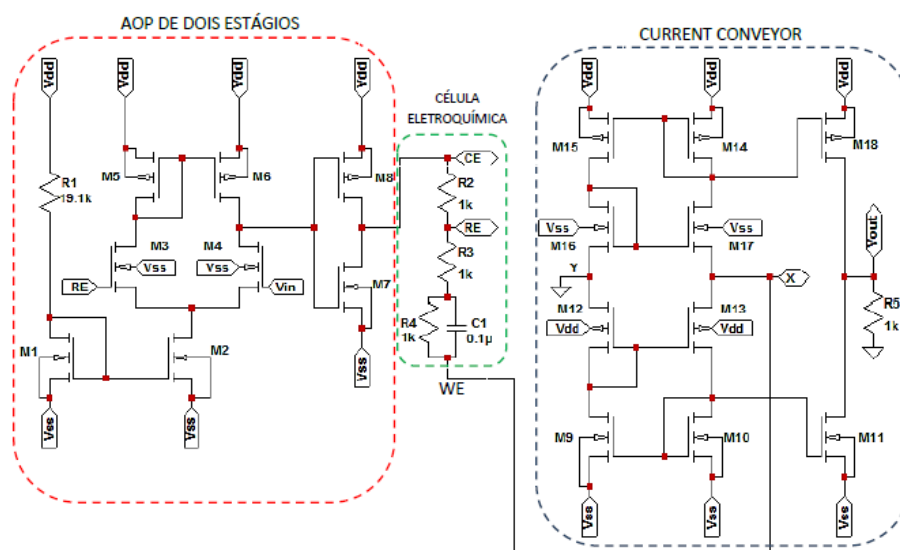 AOP DE DOIS ESTÁGIOS
Vdd
Vdd
Vdd
Vdd
R1
19.1k
M5
M6
M8
M3
M4
Vss
Vss
RE
Vin
M7
M1
M2
Vss
Vss
Vss
CÉLULA
ELETROQUÍMICA
CE
R2
1k
RE
R3
1k
R4
1k
C1
0.1µ
WE
CURRENT CONVEYOR
Vdd
Vdd
Vdd
M15
M14
M18
Vss
M16
Vss
M17
Y
X
Yout
R5
1k
M12
M13
Vdd
Vdd
M9
M10
M11
Vss
Vss
Vss